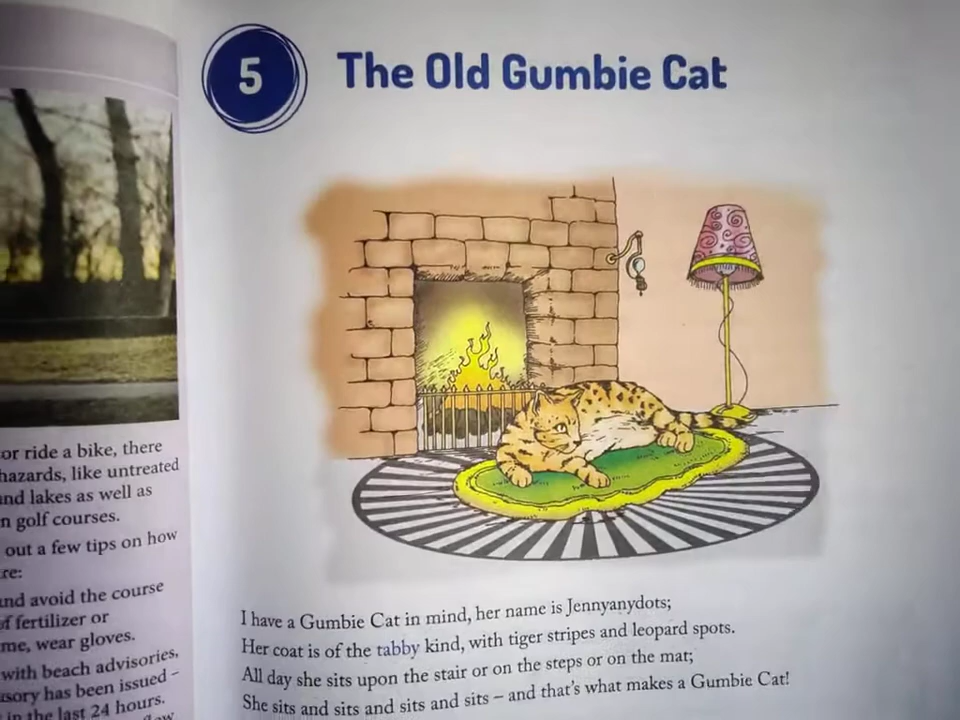 or ride a bike, there
hazards, like untreated
and lakes as well as
n golf courses.
out a few tips on how
re:
and avoid the course
of fertilizer or
me, wear gloves.
with beach advisories,
sory has been issued –
in the last 24 hours.
5
The Old Gumbie Cat
I have a Gumbie Cat in mind, her name is Jennyanydots;
Her coat is of the tabby kind, with tiger stripes and leopard spots.
All day she sits upon the stair or on the steps or on the mat;
She sits and sits and sits and sits – and that's what makes a Gumbie Cat!